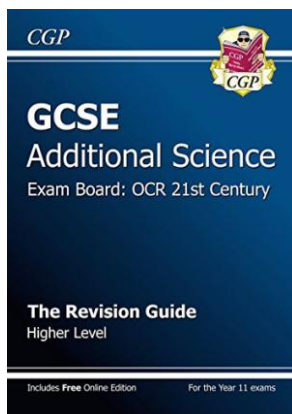 CGP
CGP
CGP
GCSE
Additional Science
Exam Board: OCR 21st Century
The Revision Guide
Higher Level
Includes Free Online Edition
For the Year 11 exams